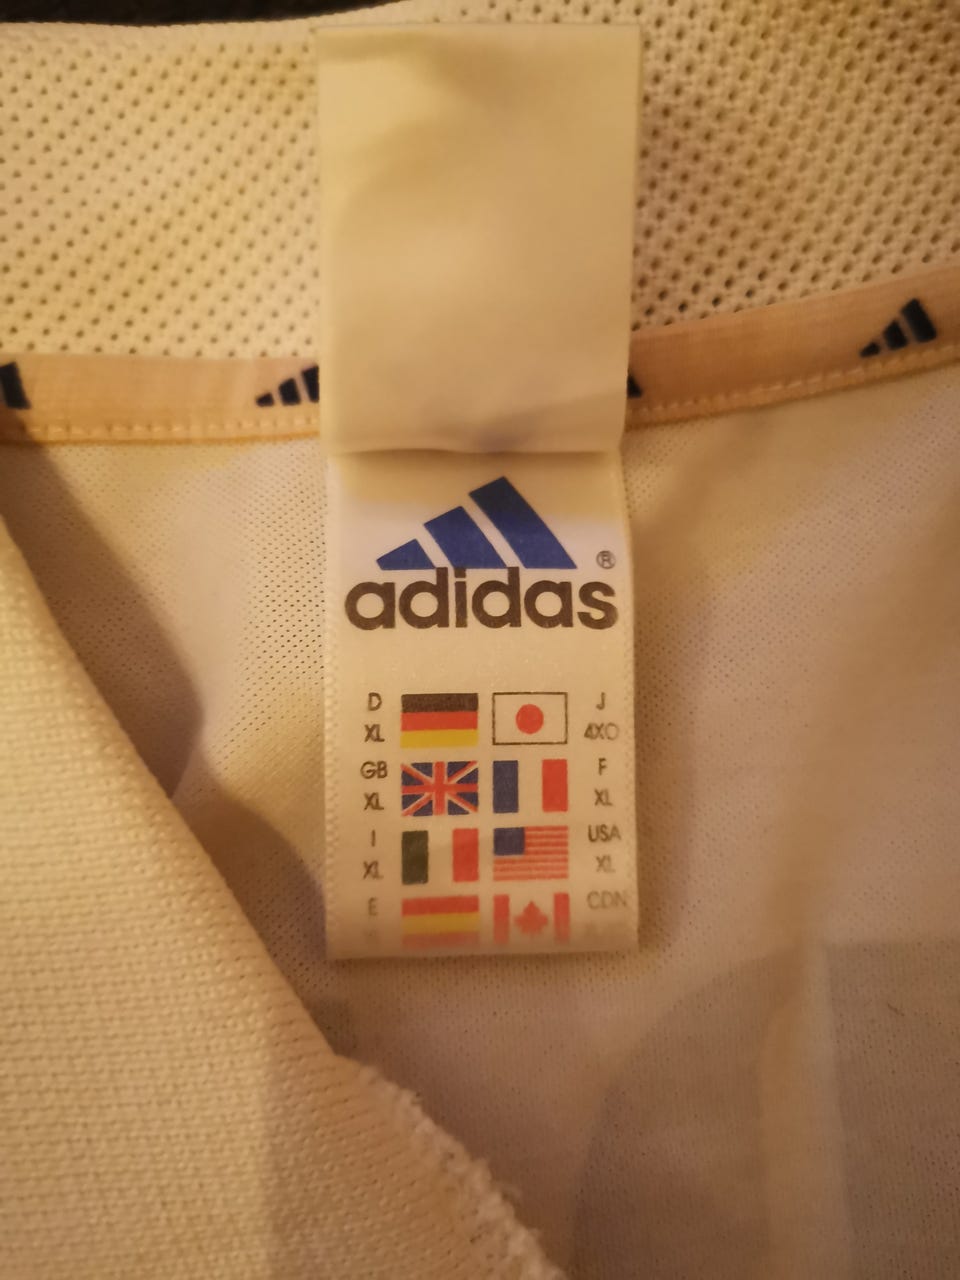 adidas®
D J
XL 4XO
GB F
XL XL
I USA
XL XL
E CDN